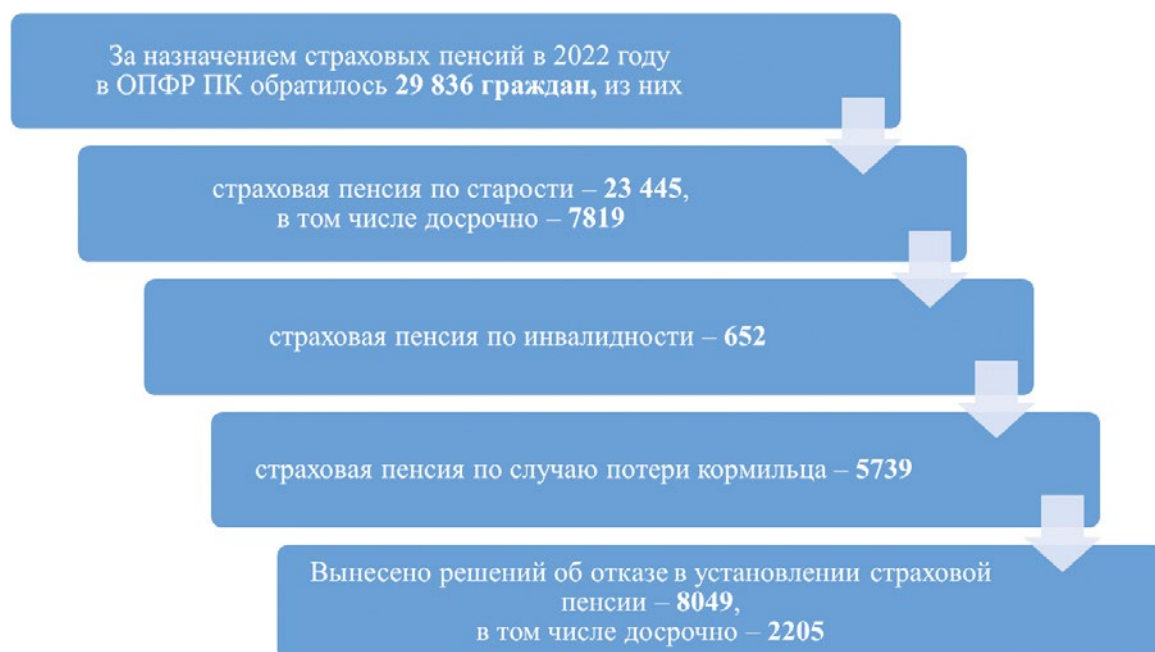 За назначением страховых пенсий в 2022 году
в ОПФР ПК обратилось 29 836 граждан, из них
страховая пенсия по старости – 23 445,
в том числе досрочно – 7819
страховая пенсия по инвалидности – 652
страховая пенсия по случаю потери кормильца – 5739
Вынесено решений об отказе в установлении страховой
пенсии – 8049,
в том числе досрочно – 2205